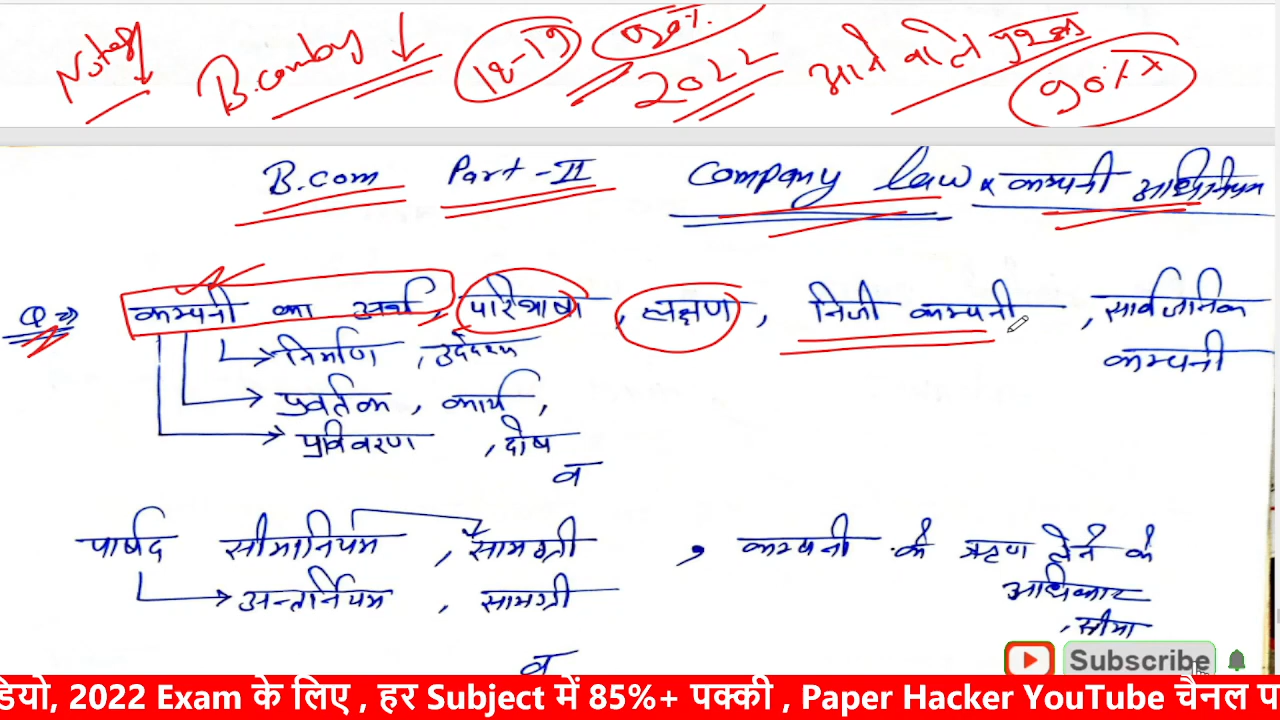 Notes B.com 18-19 90% 2022 आने वाले प्रश्न 90%
B.com Part-II Company law कम्पनी अधिनियम
Q⇒ कम्पनी का अर्थ, परिभाषा, लक्षण, निजी कम्पनी, सार्वजनिक कम्पनी
निर्माण, उद्देश्य
प्रवर्तक, कार्य,
प्रविवरण, दोष
व
पार्षद सीमानियम, सामग्री, कम्पनी के ऋण लेने के अधिकार, सीमा
अन्तर्नियम, सामग्री
व
Subscribe
डियो, 2022 Exam के लिए , हर Subject में 85%+ पक्की , Paper Hacker YouTube चैनल प